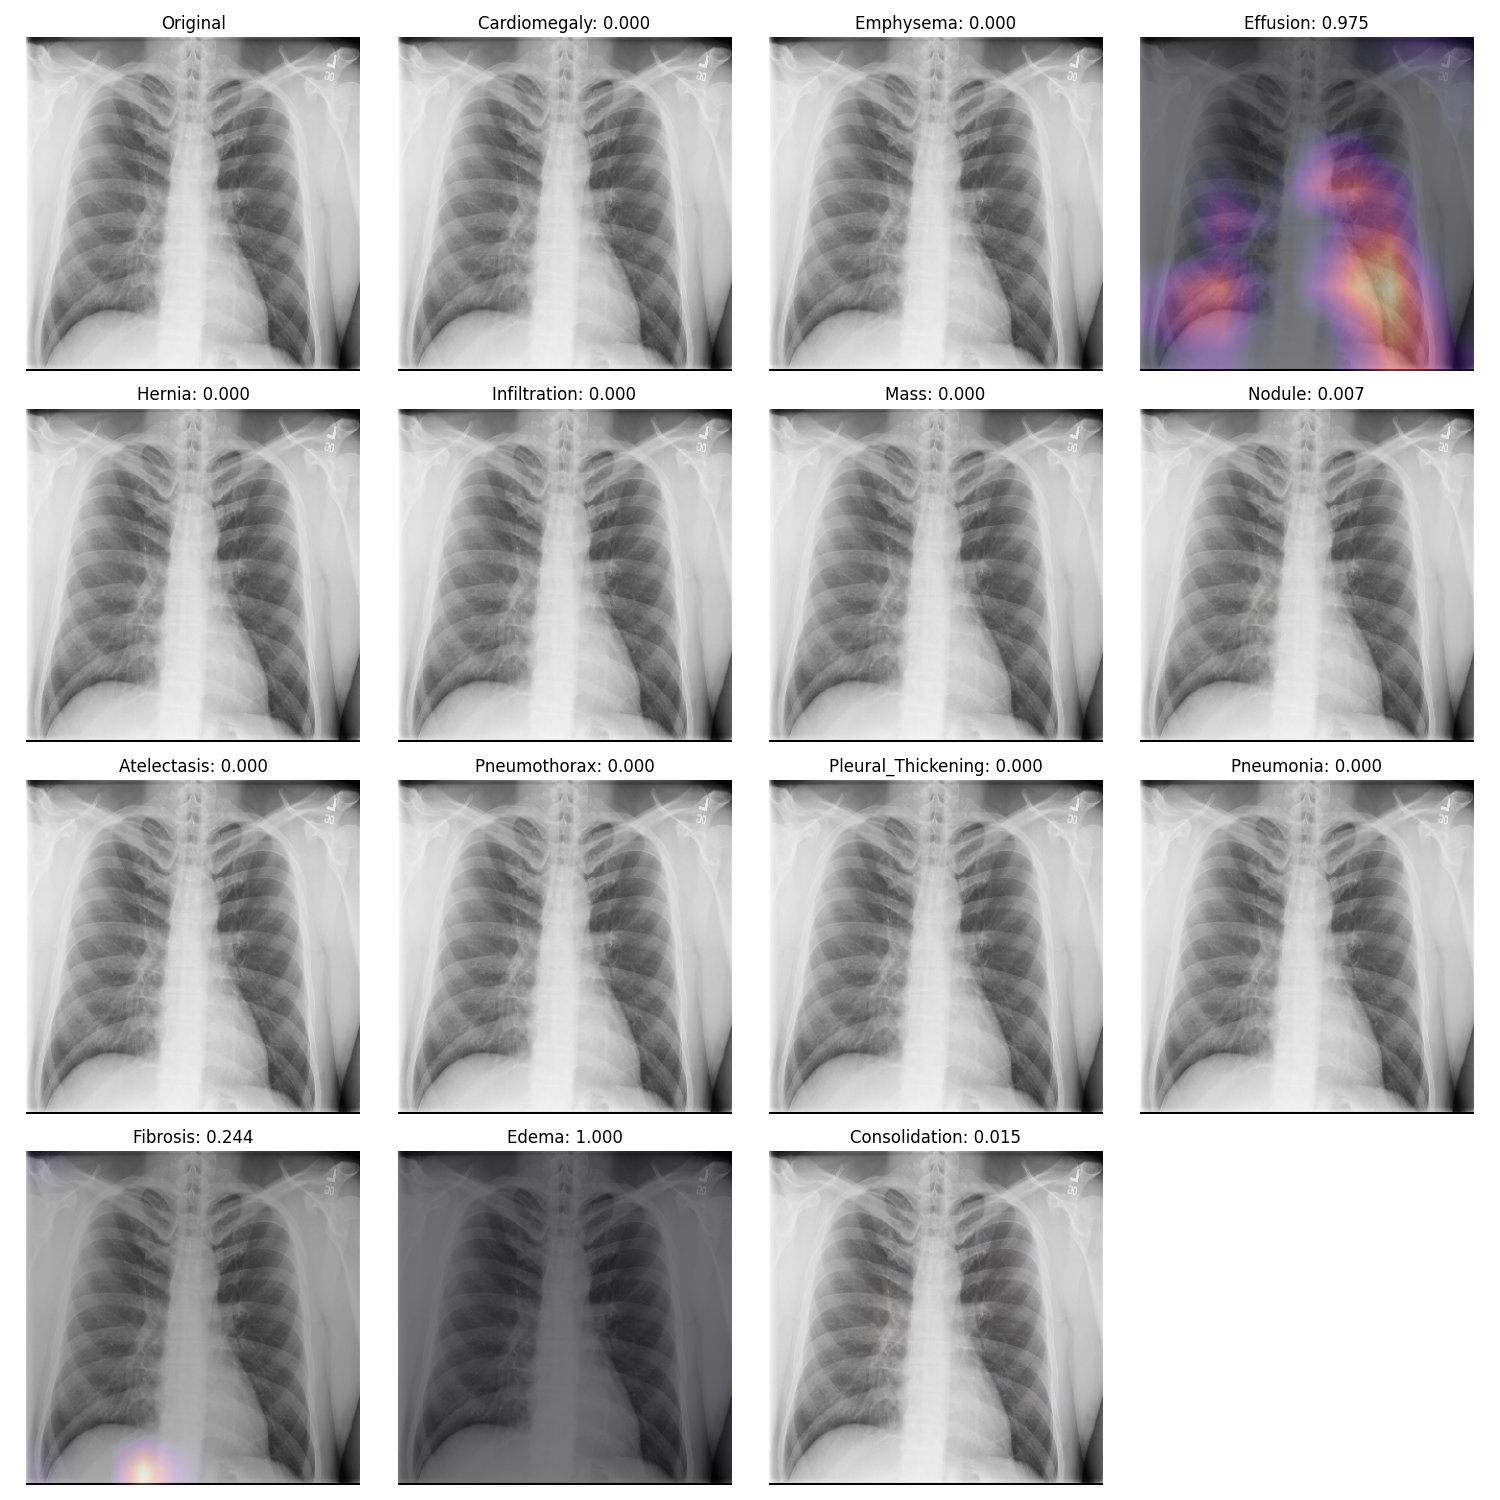 Original
Cardiomegaly: 0.000
Emphysema: 0.000
Effusion: 0.975
Hernia: 0.000
Infiltration: 0.000
Mass: 0.000
Nodule: 0.007
Atelectasis: 0.000
Pneumothorax: 0.000
Pleural_Thickening: 0.000
Pneumonia: 0.000
Fibrosis: 0.244
Edema: 1.000
Consolidation: 0.015